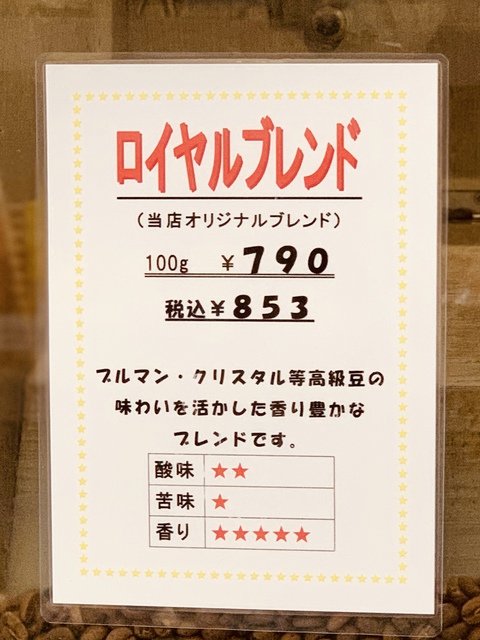 ロイヤルブレンド
（当店オリジナルブレンド）
100g ￥790
税込￥853
ブルマン・クリスタル等高級豆の
味わいを活かした香り豊かな
ブレンドです。
酸味 ★★
苦味 ★
香り ★★★★★